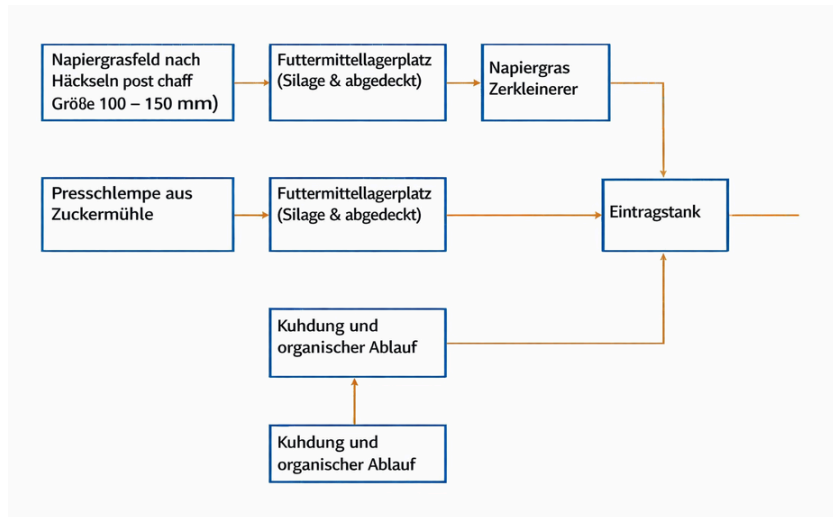 Napiergrasfeld nach
Häckseln post chaff
Größe 100 – 150 mm)
Futtermittellagerplatz
(Silage & abgedeckt)
Napiergras
Zerkleinerer
Presschlempe aus
Zuckermühle
Futtermittellagerplatz
(Silage & abgedeckt)
Eintragstank
Kuhdung und
organischer Ablauf
Kuhdung und
organischer Ablauf